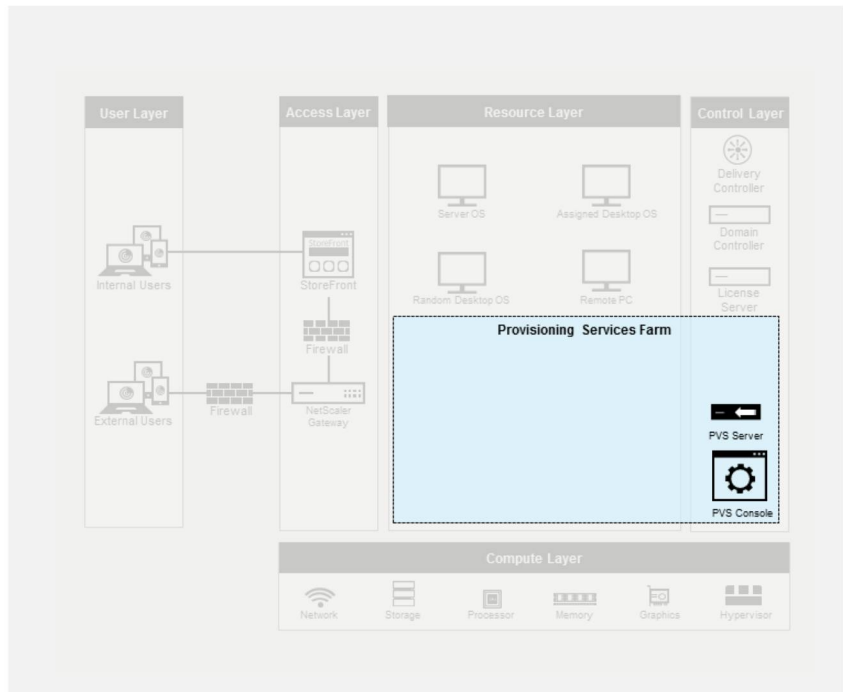 User Layer
Access Layer
Resource Layer
Control Layer
Delivery
Controller
Server OS
Assigned Desktop OS
Domain
Controller
StoreFront
Internal Users
StoreFront
Random Desktop OS
Remote PC
License
Server
Firewall
Provisioning Services Farm
External Users
Firewall
NetScaler
Gateway
PVS Server
PVS Console
Compute Layer
Network
Storage
Processor
Memory
Graphics
Hypervisor